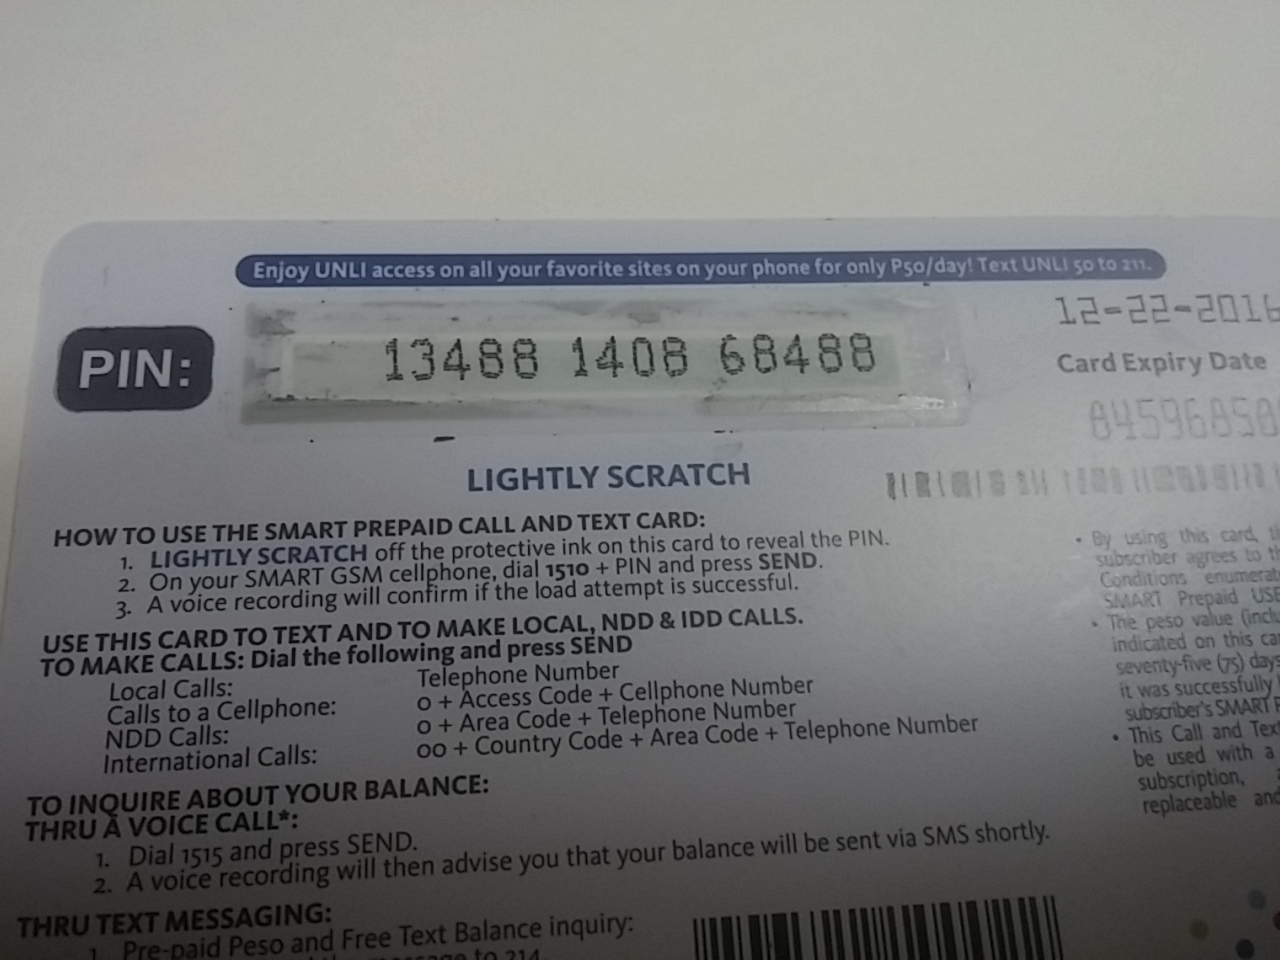 Enjoy UNLI access on all your favorite sites on your phone for only P50/day! Text UNLI 50 to 211.
PIN:
13488 1408 68488
12-22-2016
Card Expiry Date
LIGHTLY SCRATCH
HOW TO USE THE SMART PREPAID CALL AND TEXT CARD:
1. LIGHTLY SCRATCH off the protective ink on this card to reveal the PIN.
2. On your SMART GSM cellphone, dial 1510 + PIN and press SEND.
3. A voice recording will confirm if the load attempt is successful.
USE THIS CARD TO TEXT AND TO MAKE LOCAL, NDD & IDD CALLS.
TO MAKE CALLS: Dial the following and press SEND
Local Calls: Telephone Number
Calls to a Cellphone: 0 + Access Code + Cellphone Number
NDD Calls: 0 + Area Code + Telephone Number
International Calls: 00 + Country Code + Area Code + Telephone Number
TO INQUIRE ABOUT YOUR BALANCE:
THRU A VOICE CALL*:
1. Dial 1515 and press SEND.
2. A voice recording will then advise you that your balance will be sent via SMS shortly.
THRU TEXT MESSAGING:
1. Pre-paid Peso and Free Text Balance inquiry:
to 214
• By using this card,
subscriber agrees to
Conditions
SMART Prepaid
• The peso value
indicated on this
seventy-five (75) days
it was successfully
subscriber's SMART
• This Call and
be used with a
subscription,
replaceable